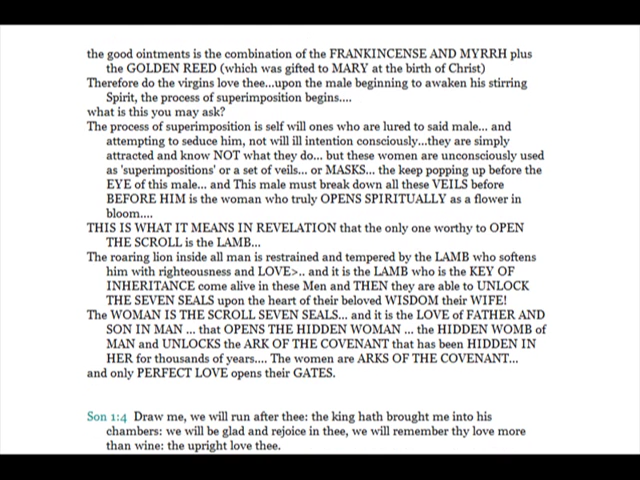 the good ointments is the combination of the FRANKINCENSE AND MYRRH plus
the GOLDEN REED (which was gifted to MARY at the birth of Christ)
Therefore do the virgins love thee...upon the male beginning to awaken his stirring
Spirit, the process of superimposition begins....
what is this you may ask?
The process of superimposition is self will ones who are lured to said male... and
attempting to seduce him, not will ill intention consciously...they are simply
attracted and know NOT what they do... but these women are unconsciously used
as 'superimpositions' or a set of veils... or MASKS... the keep popping up before the
EYE of this male... and This male must break down all these VEILS before
BEFORE HIM is the woman who truly OPENS SPIRITUALLY as a flower in
bloom....
THIS IS WHAT IT MEANS IN REVELATION that the only one worthy to OPEN
THE SCROLL is the LAMB...
The roaring lion inside all man is restrained and tempered by the LAMB who softens
him with righteousness and LOVE>.. and it is the LAMB who is the KEY OF
INHERITANCE come alive in these Men and THEN they are able to UNLOCK
THE SEVEN SEALS upon the heart of their beloved WISDOM their WIFE!
The WOMAN IS THE SCROLL SEVEN SEALS... and it is the LOVE of FATHER AND
SON IN MAN ... that OPENS THE HIDDEN WOMAN ... the HIDDEN WOMB of
MAN and UNLOCKS the ARK OF THE COVENANT that has been HIDDEN IN
HER for thousands of years.... The women are ARKS OF THE COVENANT...
and only PERFECT LOVE opens their GATES.
Son 1:4 Draw me, we will run after thee: the king hath brought me into his
chambers: we will be glad and rejoice in thee, we will remember thy love more
than wine: the upright love thee.